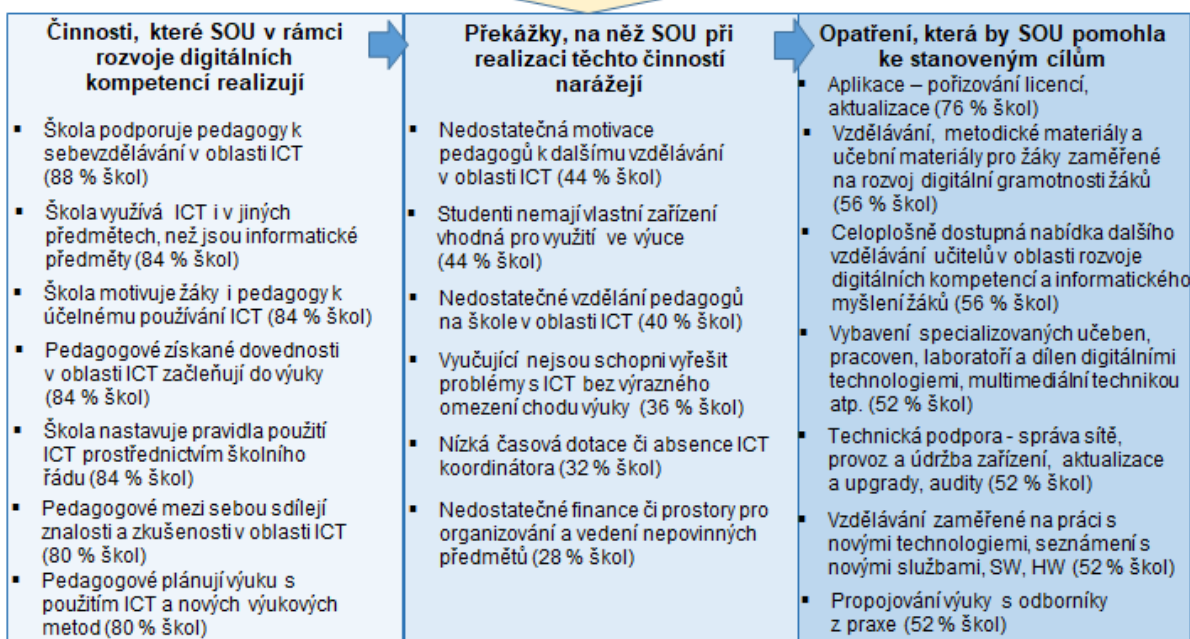 Činnosti, které SOU v rámci
rozvoje digitálních
kompetencí realizují
▪ Škola podporuje pedagogy k
sebevzdělávání v oblasti ICT
(88 % škol)
▪ Škola využívá ICT i v jiných
předmětech, než jsou informatické
předměty (84 % škol)
▪ Škola motivuje žáky i pedagogy k
účelnému používání ICT (84 % škol)
▪ Pedagogové získané dovednosti
v oblasti ICT začleňují do výuky
(84 % škol)
▪ Škola nastavuje pravidla použití
ICT prostřednictvím školního
řádu (84 % škol)
▪ Pedagogové mezi sebou sdílejí
znalosti a zkušenosti v oblasti ICT
(80 % škol)
▪ Pedagogové plánují výuku s
použitím ICT a nových výukových
metod (80 % škol)
Překážky, na něž SOU při
realizaci těchto činností
narážejí
▪ Nedostatečná motivace
pedagogů k dalšímu vzdělávání
v oblasti ICT (44 % škol)
▪ Studenti nemají vlastní zařízení
vhodná pro využití ve výuce
(44 % škol)
▪ Nedostatečné vzdělání pedagogů
na škole v oblasti ICT (40 % škol)
▪ Vyučující nejsou schopni vyřešit
problémy s ICT bez výrazného
omezení chodu výuky (36 % škol)
▪ Nízká časová dotace či absence ICT
koordinátora (32 % škol)
▪ Nedostatečné finance či prostory pro
organizování a vedení nepovinných
předmětů (28 % škol)
Opatření, která by SOU pomohla
ke stanoveným cílům
▪ Aplikace – pořizování licencí,
aktualizace (76 % škol)
▪ Vzdělávání, metodické materiály a
učební materiály pro žáky zaměřené
na rozvoj digitální gramotnosti žáků
(56 % škol)
▪ Celoplošně dostupná nabídka dalšího
vzdělávání učitelů v oblasti rozvoje
digitálních kompetencí a informatického
myšlení žáků (56 % škol)
▪ Vybavení specializovaných učeben,
pracoven, laboratoří a dílen digitálními
technologiemi, multimediální technikou
atp. (52 % škol)
▪ Technická podpora - správa sítě,
provoz a údržba zařízení, aktualizace
a upgrady, audity (52 % škol)
▪ Vzdělávání zaměřené na práci s
novými technologiemi, seznámení s
novými službami, SW, HW (52 % škol)
▪ Propojování výuky s odborníky
z praxe (52 % škol)